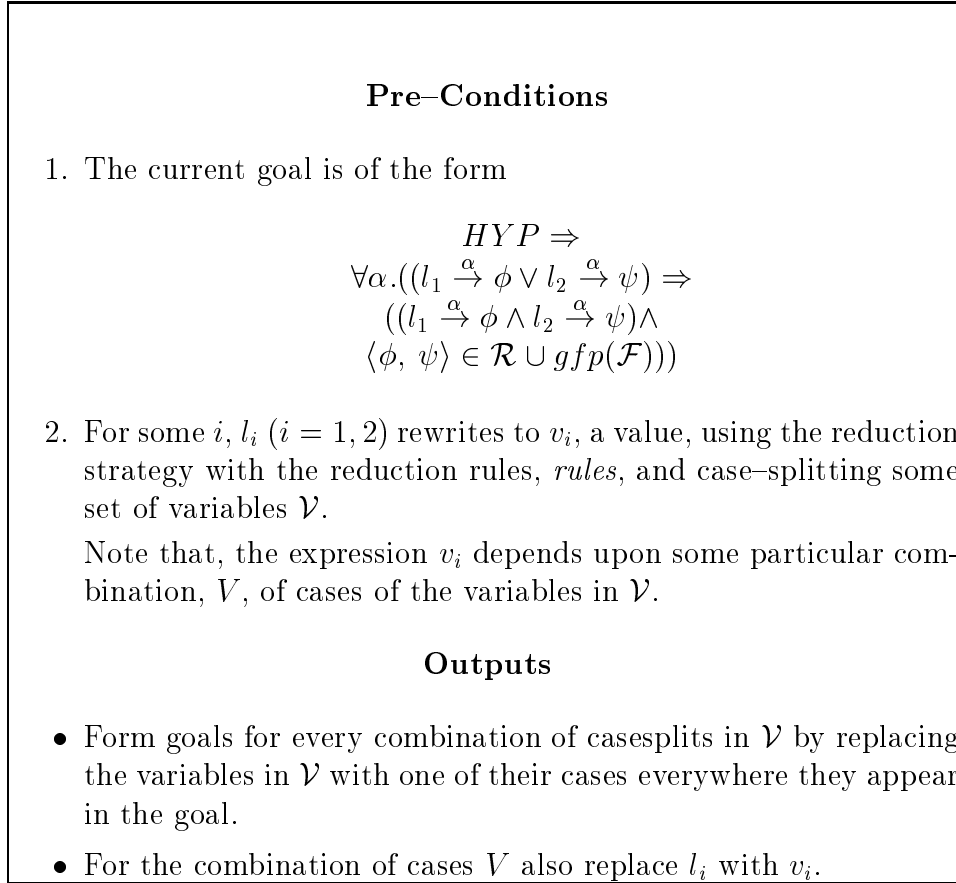 Pre–Conditions
1. The current goal is of the form
HYP ⇒
∀α.((l₁ →^α φ ∨ l₂ →^α ψ) ⇒
((l₁ →^α φ ∧ l₂ →^α ψ)∧
⟨φ, ψ⟩ ∈ R ∪ gfp(F)))
2. For some i, lᵢ (i = 1, 2) rewrites to vᵢ, a value, using the reduction
strategy with the reduction rules, rules, and case–splitting some
set of variables V.
Note that, the expression vᵢ depends upon some particular com-
bination, V, of cases of the variables in V.
Outputs
• Form goals for every combination of casesplits in V by replacing
the variables in V with one of their cases everywhere they appear
in the goal.
• For the combination of cases V also replace lᵢ with vᵢ.